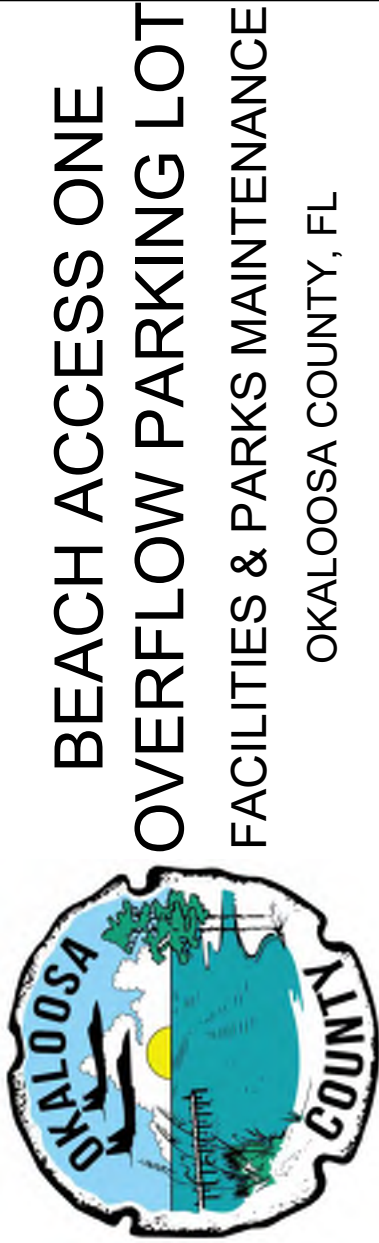 BEACH ACCESS ONE
OVERFLOW PARKING LOT
FACILITIES & PARKS MAINTENANCE
OKALOOSA COUNTY, FL
OKALOOSA
COUNTY